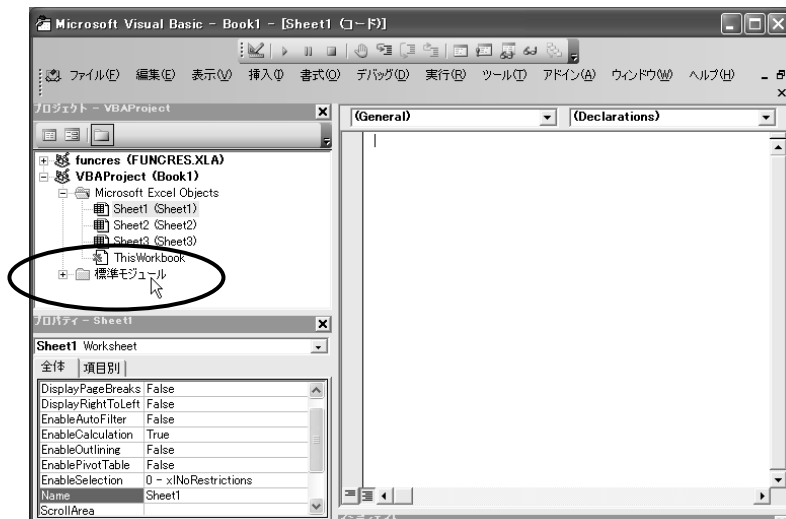 Microsoft Visual Basic - Book1 - [Sheet1 (コード)]
ファイル(F) 編集(E) 表示(V) 挿入(I) 書式(O) デバッグ(D) 実行(R) ツール(T) アドイン(A) ウィンドウ(W) ヘルプ(H)
プロジェクト - VBAProject
funcres (FUNCRES.XLA)
VBAProject (Book1)
Microsoft Excel Objects
Sheet1 (Sheet1)
Sheet2 (Sheet2)
Sheet3 (Sheet3)
ThisWorkbook
標準モジュール
プロパティ - Sheet1
Sheet1 Worksheet
全体 項目別
DisplayPageBreaks False
DisplayRightToLeft False
EnableAutoFilter False
EnableCalculation True
EnableOutlining False
EnablePivotTable False
EnableSelection 0 - xlNoRestrictions
Name Sheet1
ScrollArea
(General) (Declarations)